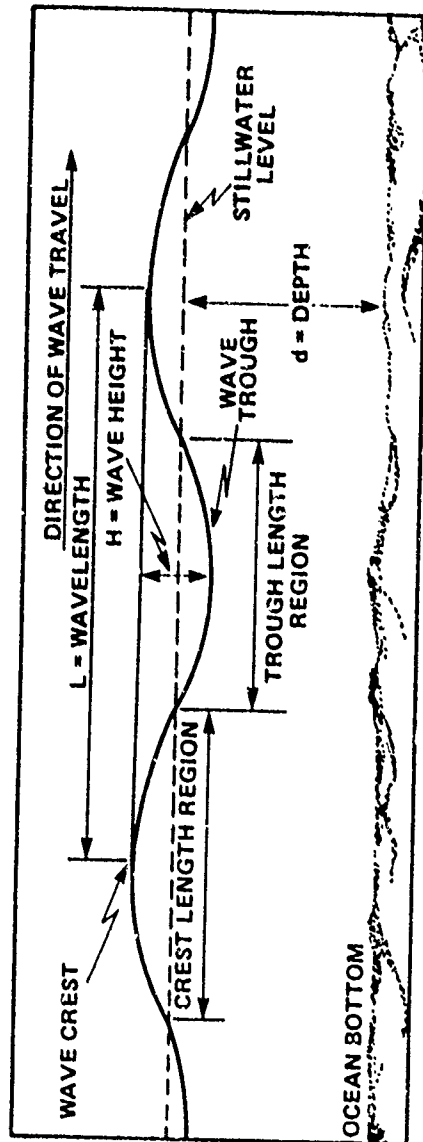 DIRECTION OF WAVE TRAVEL
L = WAVELENGTH
H = WAVE HEIGHT
WAVE CREST
CREST LENGTH REGION
STILLWATER
LEVEL
WAVE
TROUGH
TROUGH LENGTH
REGION
d = DEPTH
OCEAN BOTTOM